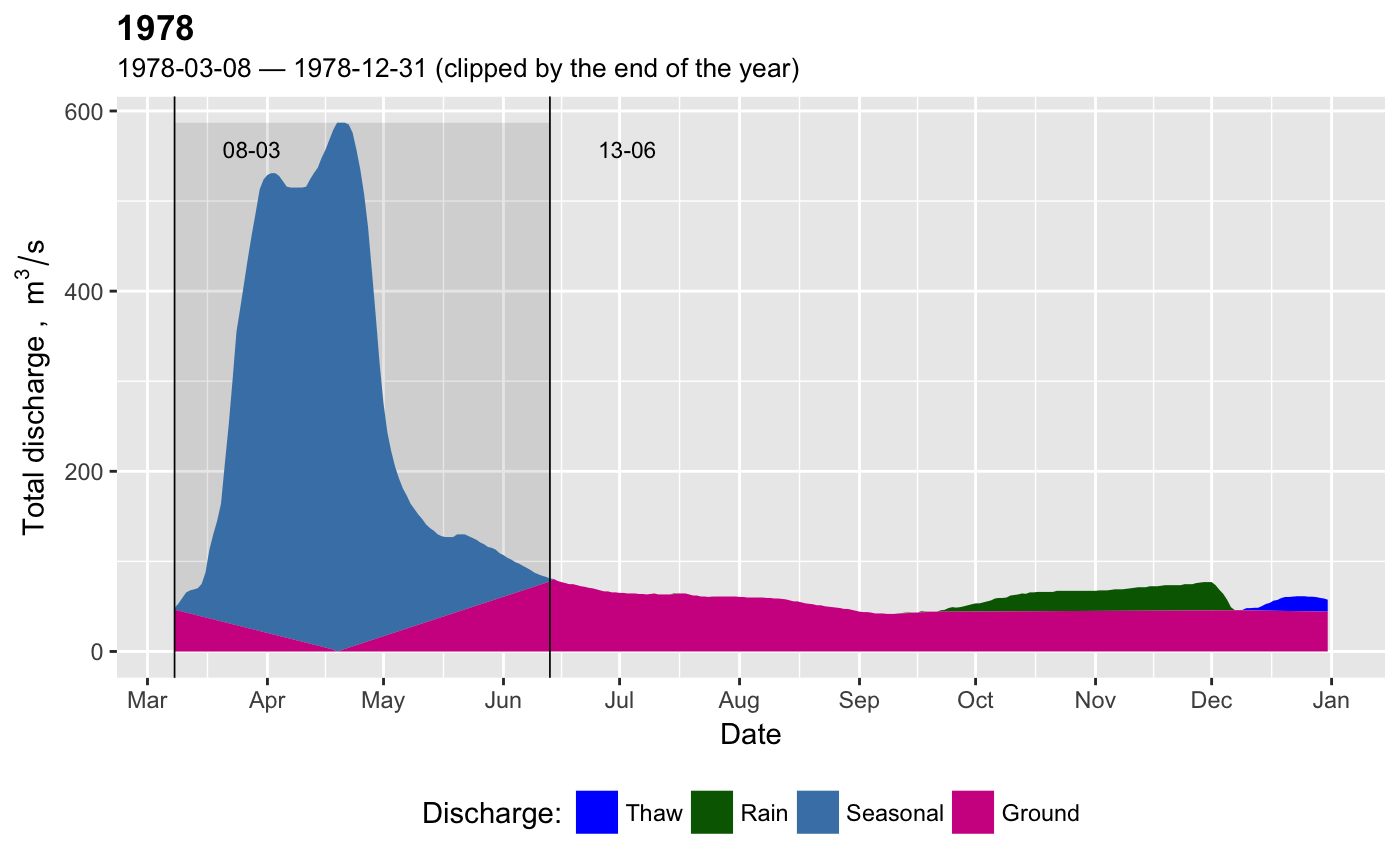 1978
1978-03-08 — 1978-12-31 (clipped by the end of the year)
Total discharge , m³/s
600
400
200
0
08-03
13-06
Mar Apr May Jun Jul Aug Sep Oct Nov Dec Jan
Date
Discharge: Thaw Rain Seasonal Ground